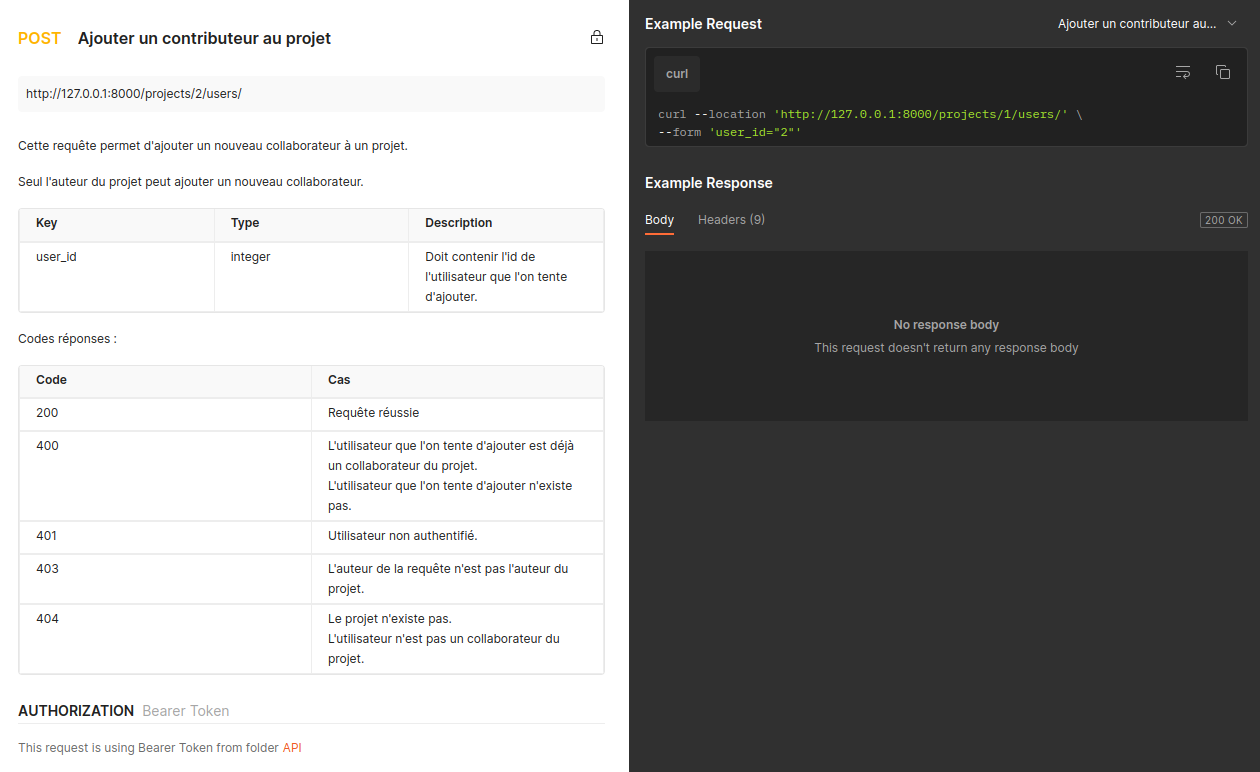 POST Ajouter un contributeur au projet
http://127.0.0.1:8000/projects/2/users/
Cette requête permet d'ajouter un nouveau collaborateur à un projet.
Seul l'auteur du projet peut ajouter un nouveau collaborateur.
Key Type Description
user_id integer Doit contenir l'id de
l'utilisateur que l'on tente
d'ajouter.
Codes réponses :
Code Cas
200 Requête réussie
400 L'utilisateur que l'on tente d'ajouter est déjà
un collaborateur du projet.
L'utilisateur que l'on tente d'ajouter n'existe
pas.
401 Utilisateur non authentifié.
403 L'auteur de la requête n'est pas l'auteur du
projet.
404 Le projet n'existe pas.
L'utilisateur n'est pas un collaborateur du
projet.
AUTHORIZATION Bearer Token
This request is using Bearer Token from folder API
Example Request Ajouter un contributeur au...
curl
curl --location 'http://127.0.0.1:8000/projects/1/users/' \
--form 'user_id="2"'
Example Response
Body Headers (9) 200 OK
No response body
This request doesn't return any response body